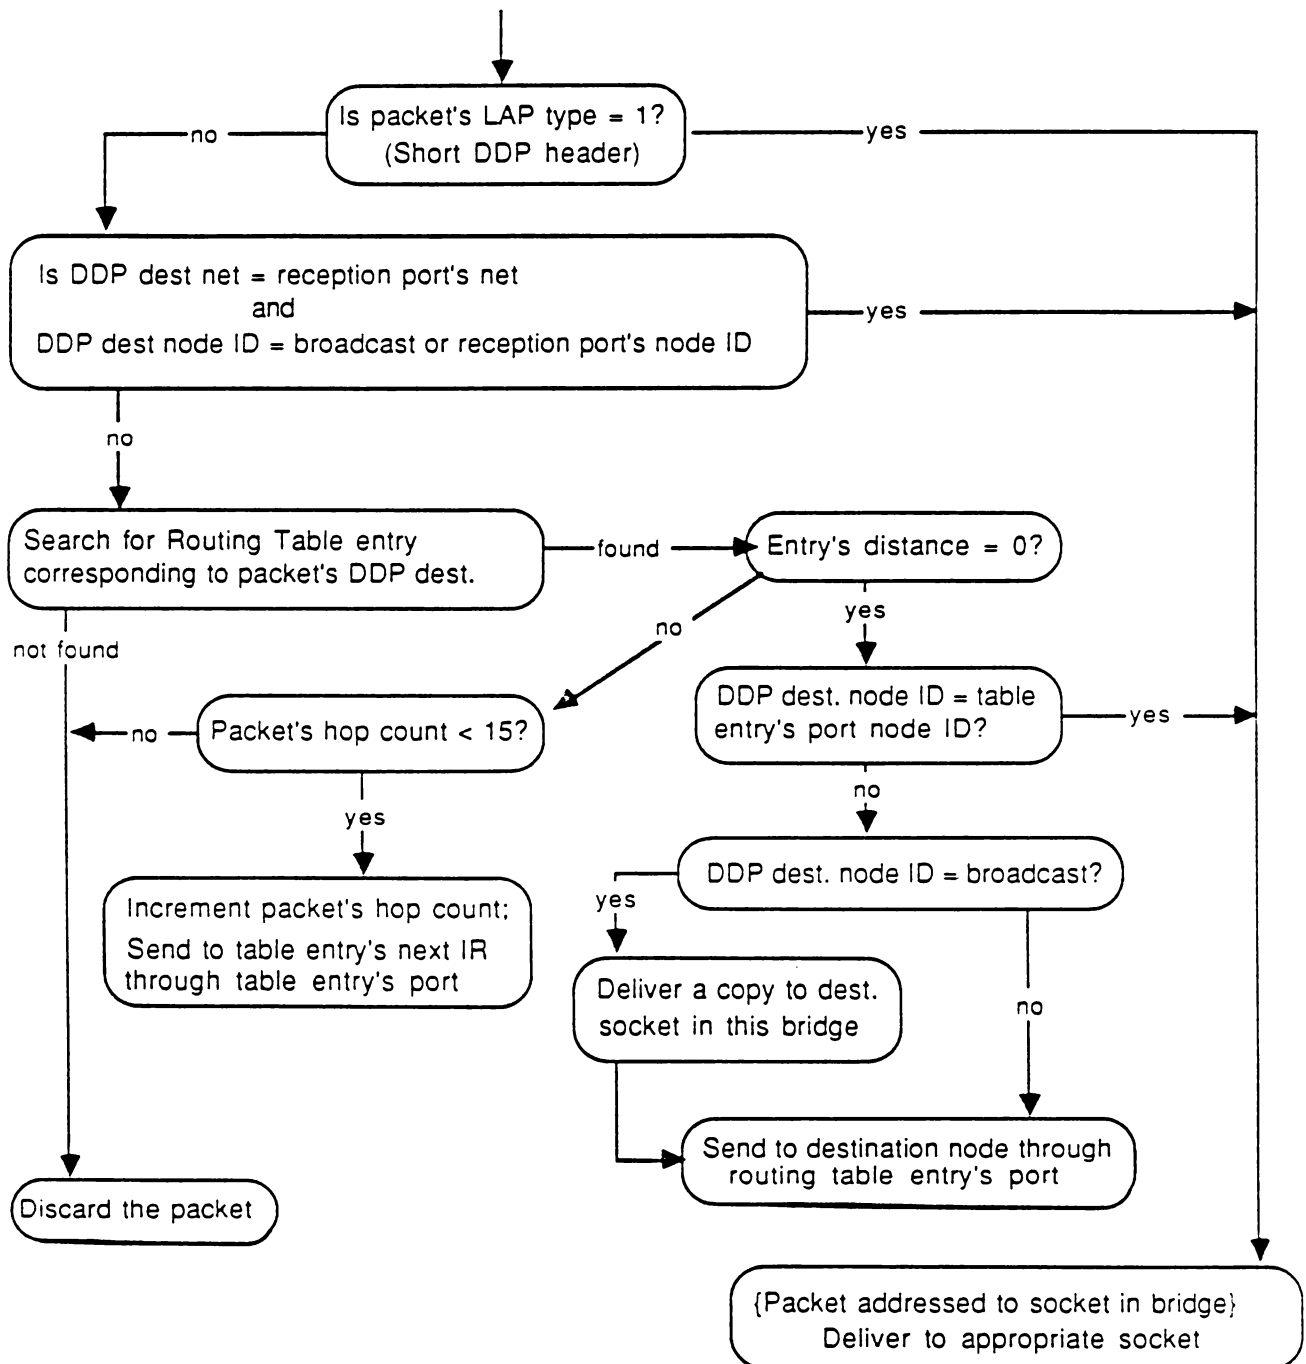 Is packet's LAP type = 1?
(Short DDP header)
no
yes
Is DDP dest net = reception port's net
and
DDP dest node ID = broadcast or reception port's node ID
yes
no
Search for Routing Table entry
corresponding to packet's DDP dest.
found
Entry's distance = 0?
not found
no
yes
Packet's hop count < 15?
no
DDP dest. node ID = table
entry's port node ID?
yes
yes
no
Increment packet's hop count;
Send to table entry's next IR
through table entry's port
DDP dest. node ID = broadcast?
yes
Deliver a copy to dest.
socket in this bridge
no
Send to destination node through
routing table entry's port
Discard the packet
{Packet addressed to socket in bridge}
Deliver to appropriate socket